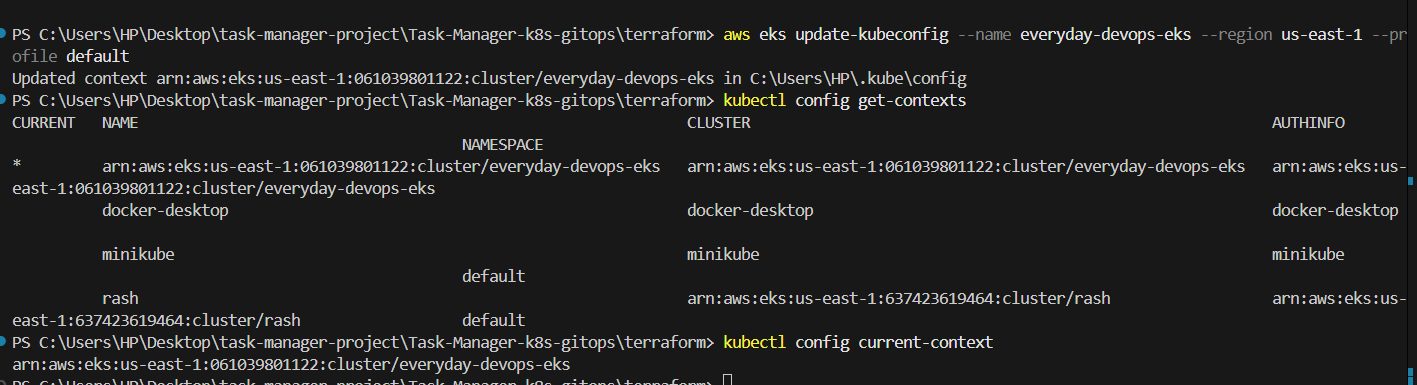 PS C:\Users\HP\Desktop\task-manager-project\Task-Manager-k8s-gitops\terraform> aws eks update-kubeconfig --name everyday-devops-eks --region us-east-1 --pr
ofile default
Updated context arn:aws:eks:us-east-1:061039801122:cluster/everyday-devops-eks in C:\Users\HP\.kube\config
PS C:\Users\HP\Desktop\task-manager-project\Task-Manager-k8s-gitops\terraform> kubectl config get-contexts
CURRENT   NAME                                                         CLUSTER                                                      AUTHINFO
NAMESPACE
*         arn:aws:eks:us-east-1:061039801122:cluster/everyday-devops-eks   arn:aws:eks:us-east-1:061039801122:cluster/everyday-devops-eks   arn:aws:eks:us-
east-1:061039801122:cluster/everyday-devops-eks
docker-desktop                                               docker-desktop                                               docker-desktop
minikube                                                     minikube                                                     minikube
default
rash                                                         arn:aws:eks:us-east-1:637423619464:cluster/rash              arn:aws:eks:us-
east-1:637423619464:cluster/rash                 default
PS C:\Users\HP\Desktop\task-manager-project\Task-Manager-k8s-gitops\terraform> kubectl config current-context
arn:aws:eks:us-east-1:061039801122:cluster/everyday-devops-eks
PS C:\Users\HP\Desktop\task-manager-project\Task-Manager-k8s-gitops\terraform>